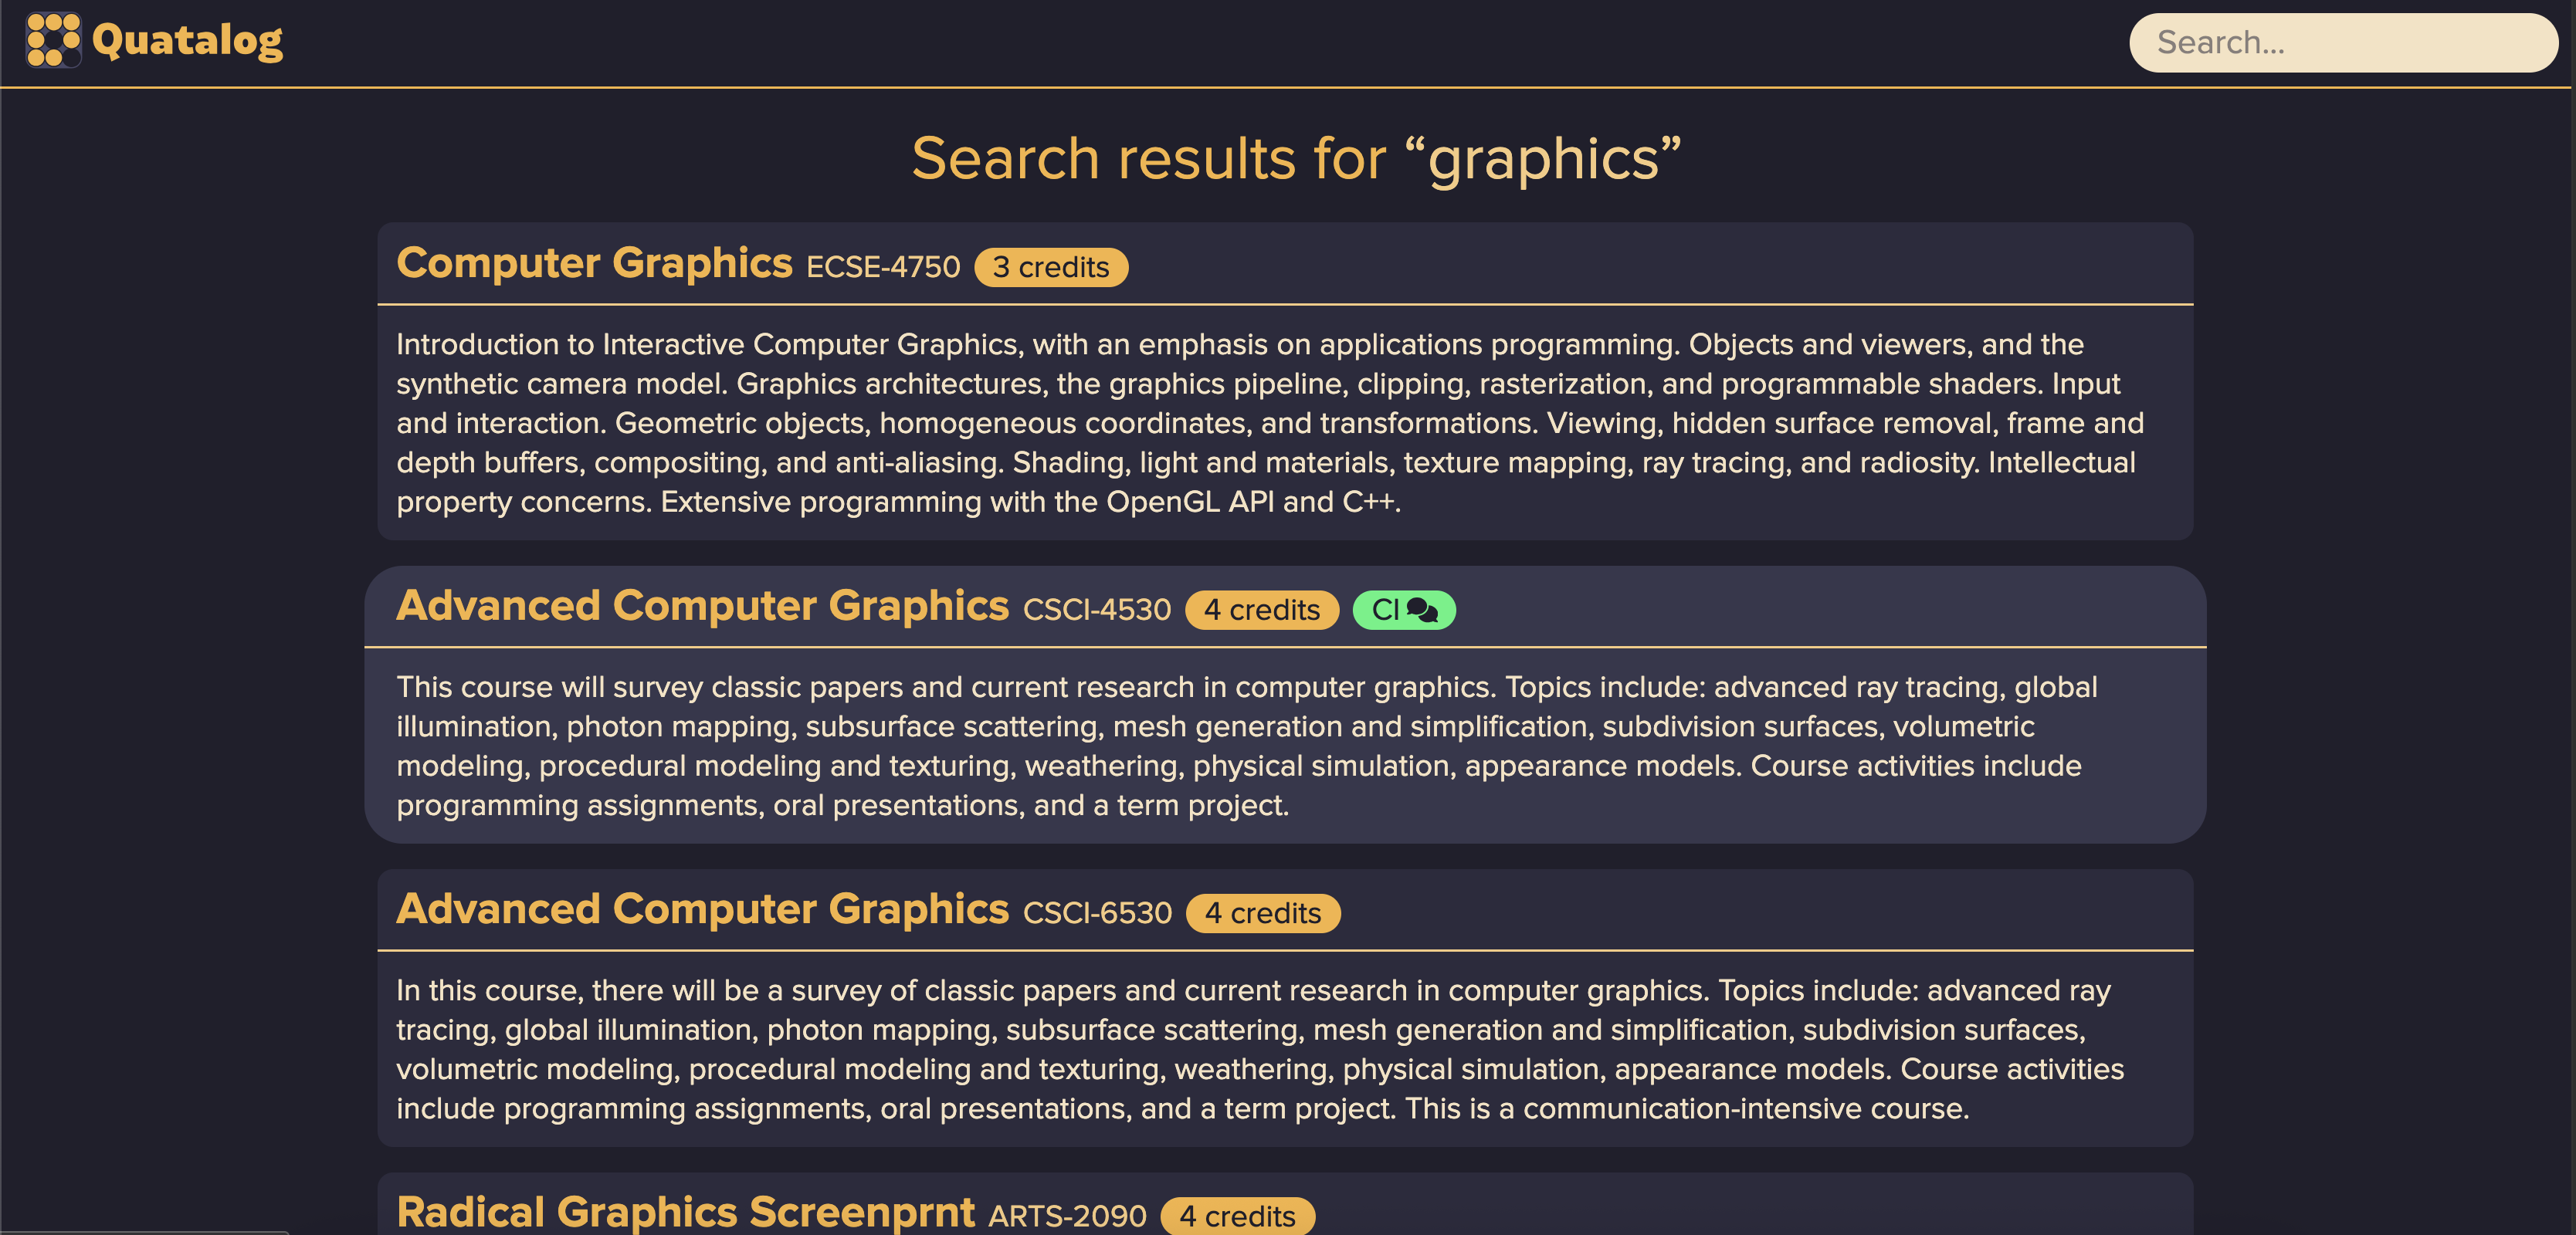 Quatalog
Search...
Search results for “graphics”
Computer Graphics ECSE-4750 3 credits
Introduction to Interactive Computer Graphics, with an emphasis on applications programming. Objects and viewers, and the
synthetic camera model. Graphics architectures, the graphics pipeline, clipping, rasterization, and programmable shaders. Input
and interaction. Geometric objects, homogeneous coordinates, and transformations. Viewing, hidden surface removal, frame and
depth buffers, compositing, and anti-aliasing. Shading, light and materials, texture mapping, ray tracing, and radiosity. Intellectual
property concerns. Extensive programming with the OpenGL API and C++.
Advanced Computer Graphics CSCI-4530 4 credits CI
This course will survey classic papers and current research in computer graphics. Topics include: advanced ray tracing, global
illumination, photon mapping, subsurface scattering, mesh generation and simplification, subdivision surfaces, volumetric
modeling, procedural modeling and texturing, weathering, physical simulation, appearance models. Course activities include
programming assignments, oral presentations, and a term project.
Advanced Computer Graphics CSCI-6530 4 credits
In this course, there will be a survey of classic papers and current research in computer graphics. Topics include: advanced ray
tracing, global illumination, photon mapping, subsurface scattering, mesh generation and simplification, subdivision surfaces,
volumetric modeling, procedural modeling and texturing, weathering, physical simulation, appearance models. Course activities
include programming assignments, oral presentations, and a term project. This is a communication-intensive course.
Radical Graphics Screenprnt ARTS-2090 4 credits